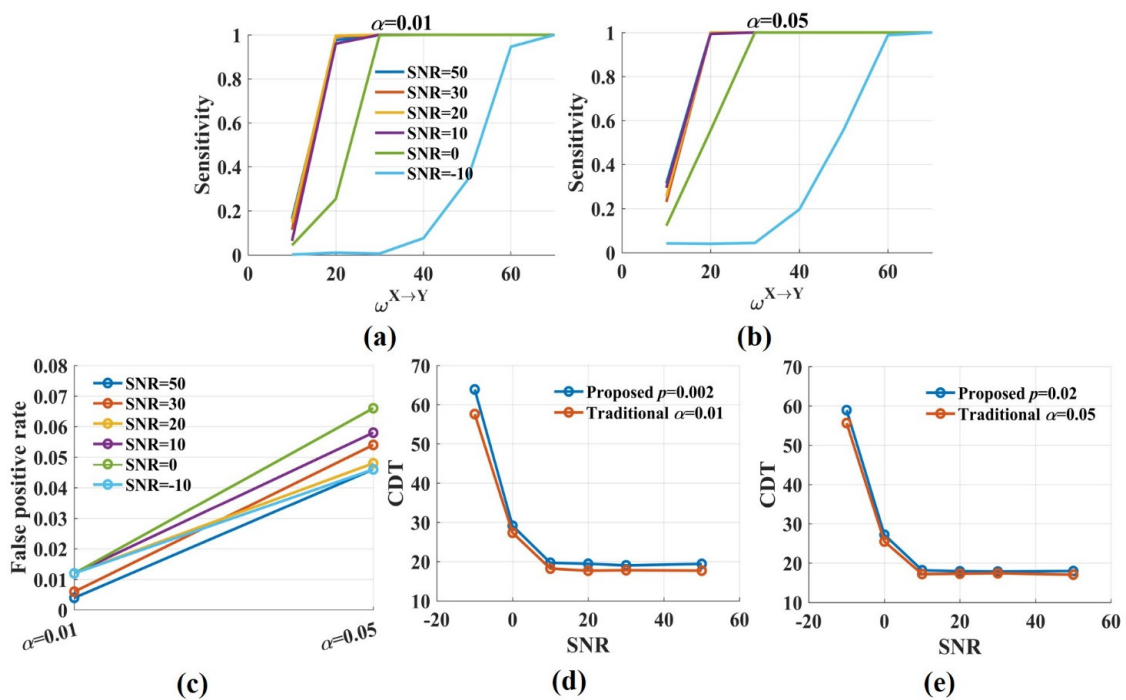 α=0.01
1
0.8
0.6
0.4
0.2
0
Sensitivity
SNR=50
SNR=30
SNR=20
SNR=10
SNR=0
SNR=-10
0 20 40 60
ω^X→Y
(a)
α=0.05
1
0.8
0.6
0.4
0.2
0
Sensitivity
0 20 40 60
ω^X→Y
(b)
0.08
0.07
0.06
0.05
0.04
0.03
0.02
0.01
0
False positive rate
SNR=50
SNR=30
SNR=20
SNR=10
SNR=0
SNR=-10
α=0.01 α=0.05
(c)
70
60
50
40
30
20
10
CDT
Proposed p=0.002
Traditional α=0.01
-20 0 20 40 60
SNR
(d)
70
60
50
40
30
20
10
CDT
Proposed p=0.02
Traditional α=0.05
-20 0 20 40 60
SNR
(e)